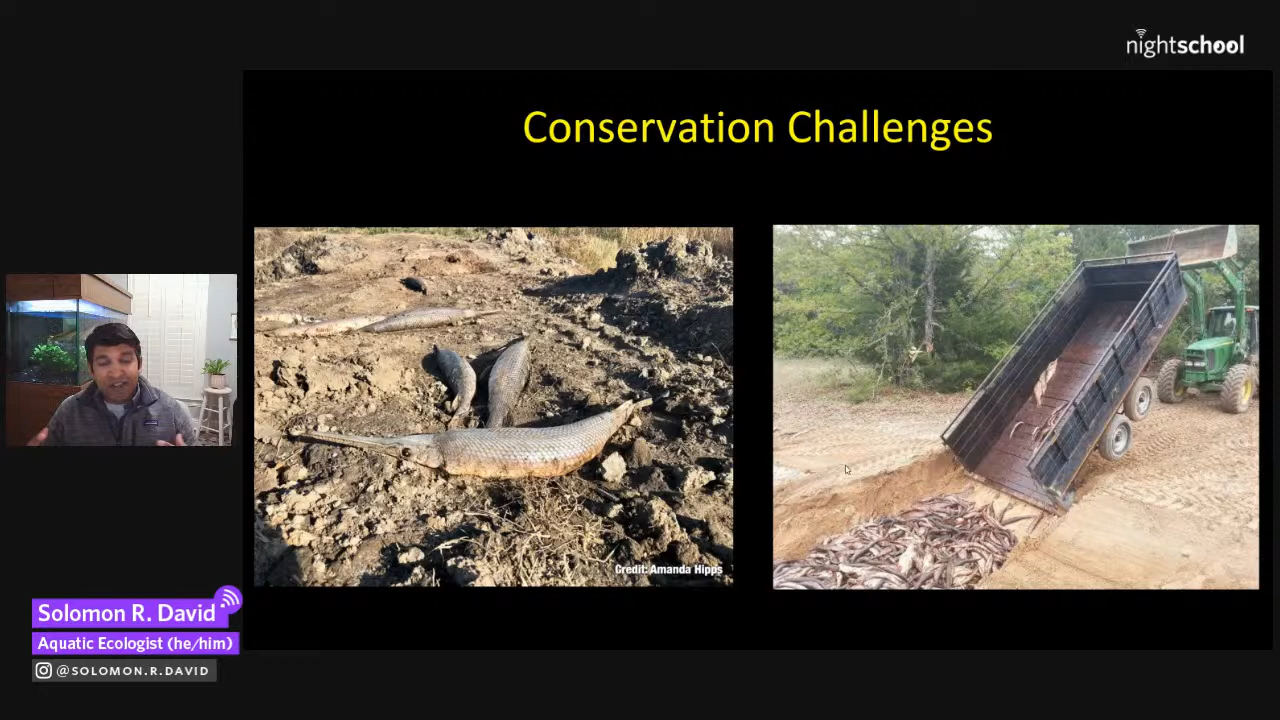 nightschool
Conservation Challenges
Credit: Amanda Hipps
Solomon R. David
Aquatic Ecologist (he/him)
@SOLOMON.R.DAVID